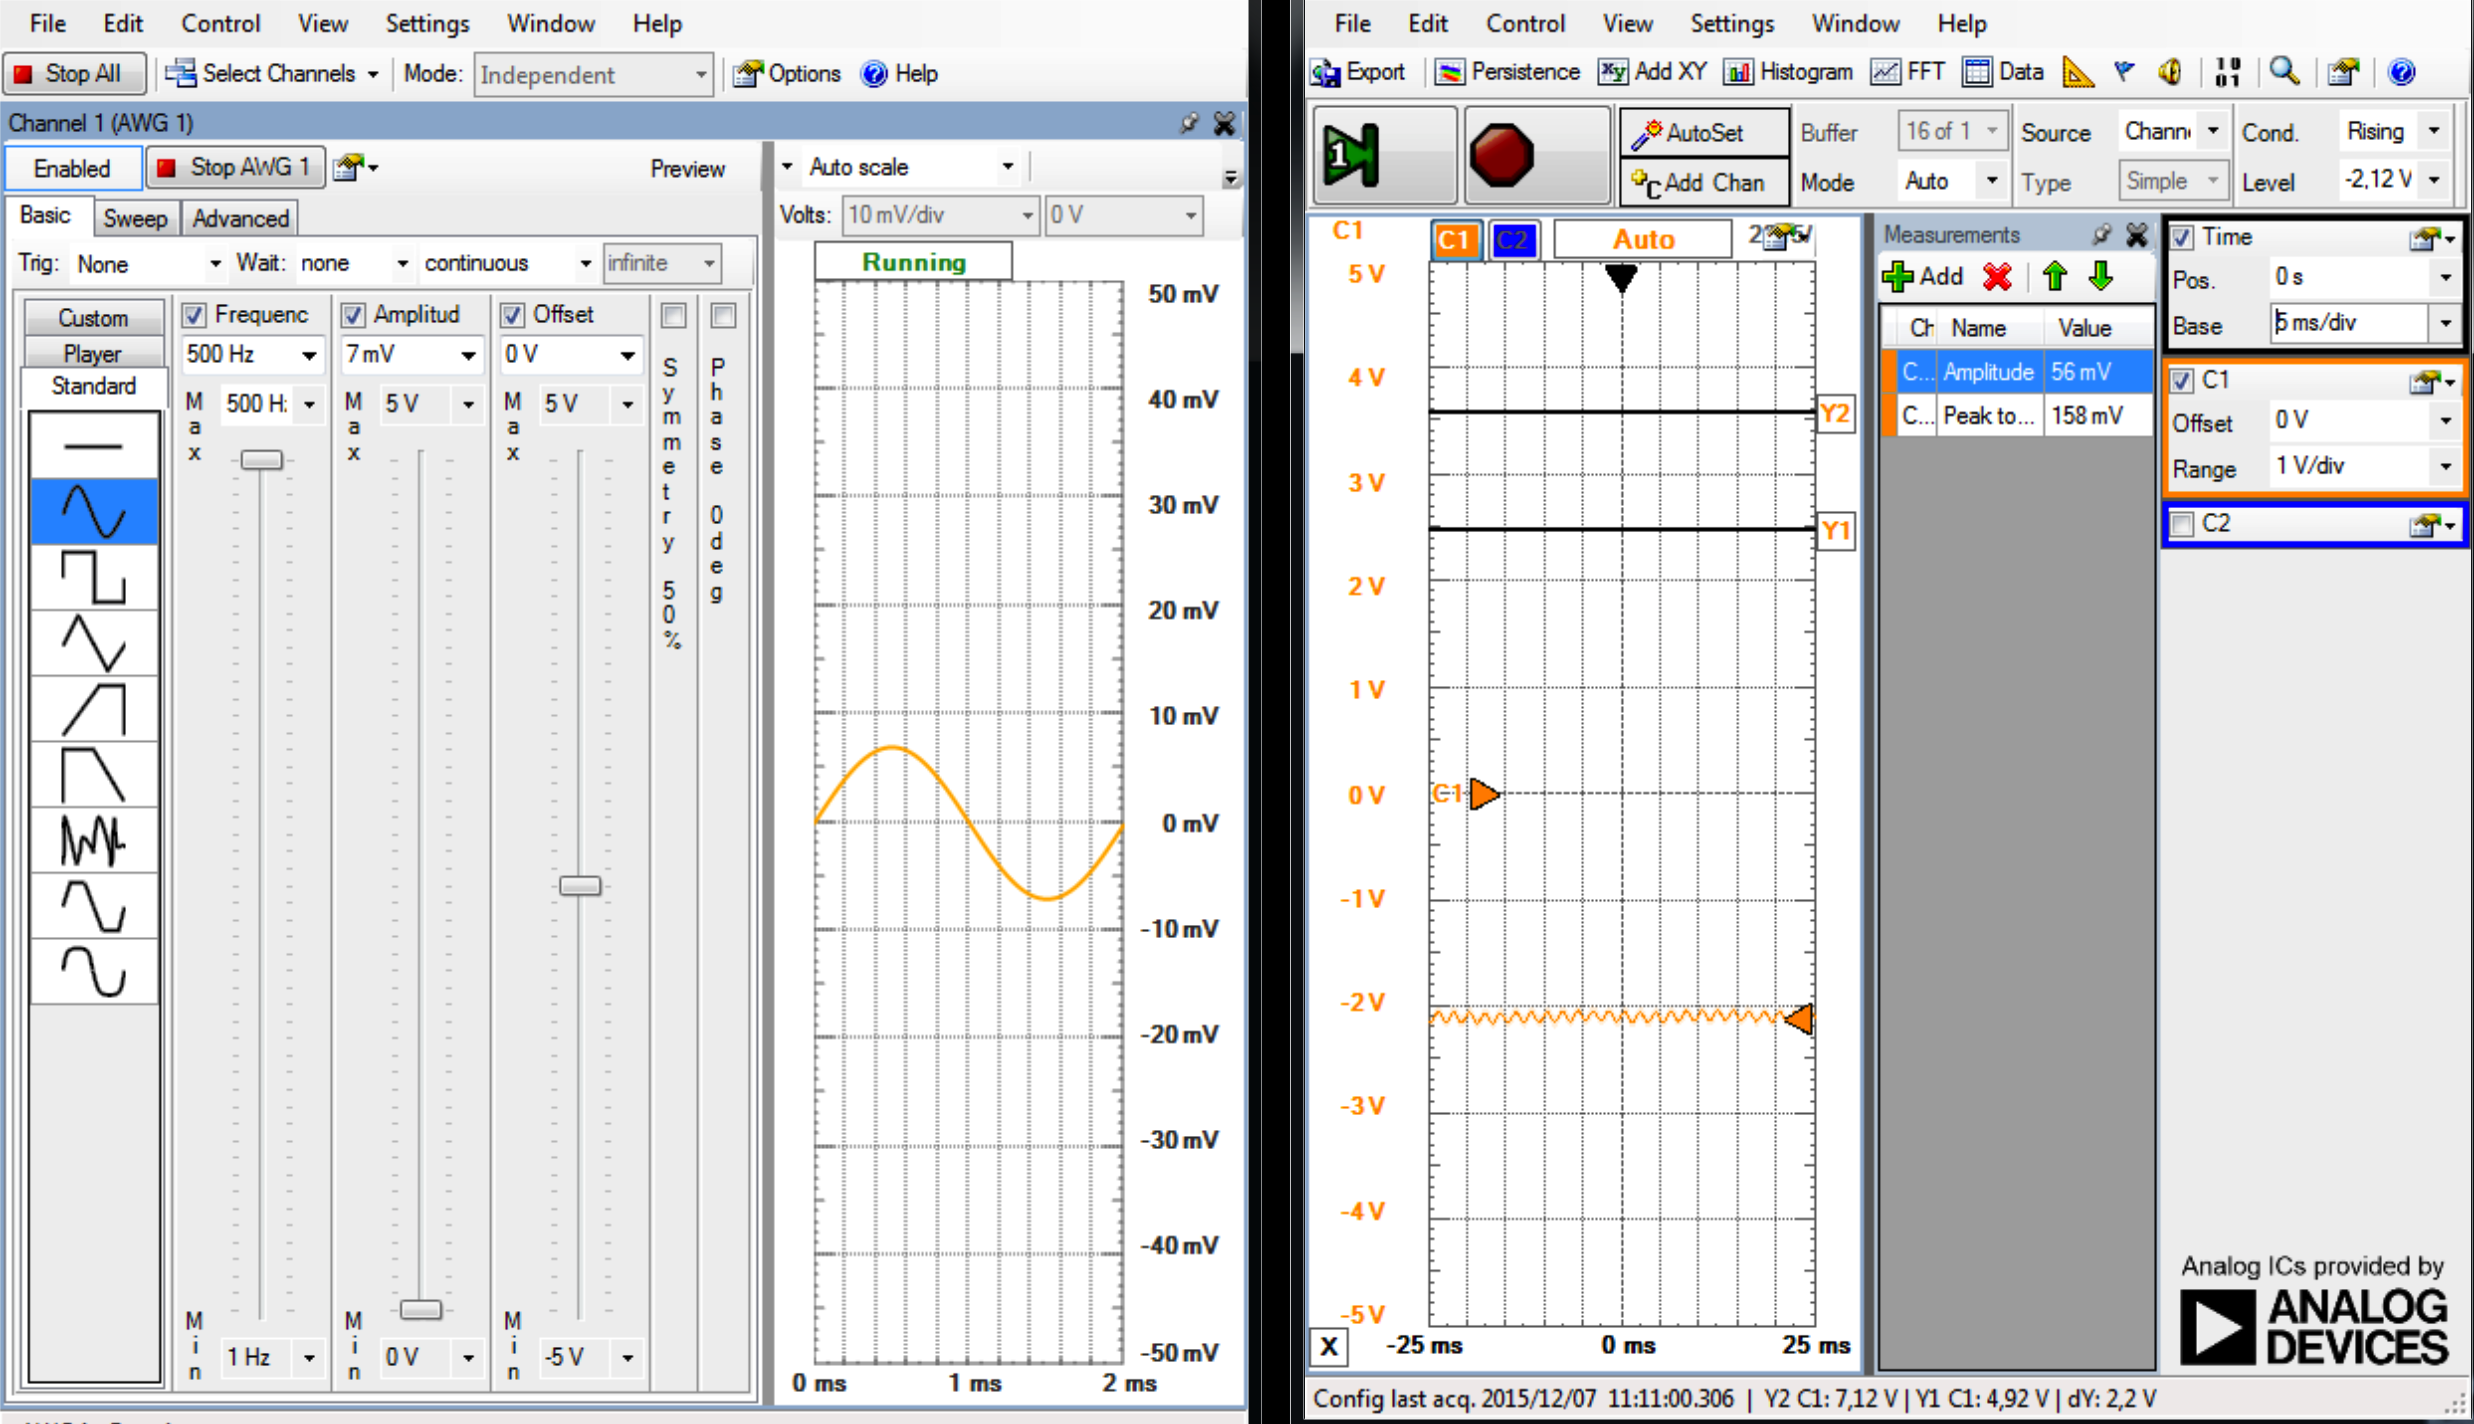 File Edit Control View Settings Window Help
Stop All Select Channels Mode: Independent Options Help
Channel 1 (AWG 1)
Enabled Stop AWG 1 Preview
Basic Sweep Advanced
Trig: None Wait: none continuous infinite
Custom
Player
Standard
Frequenc Amplitud Offset
500 Hz 7 mV 0 V
Max 500 H: Max 5 V Max 5 V
Symmetry 50%
Phase 0 deg
Min 1 Hz Min 0 V Min -5 V
Auto scale
Volts: 10 mV/div 0 V
Running
50 mV
40 mV
30 mV
20 mV
10 mV
0 mV
-10 mV
-20 mV
-30 mV
-40 mV
-50 mV
0 ms 1 ms 2 ms
File Edit Control View Settings Window Help
Export Persistence Add XY Histogram FFT Data
1
AutoSet Buffer 16 of 1 Source Chann Cond. Rising
Add Chan Mode Auto Type Simple Level -2,12 V
C1 C1 C2 Auto
5 V
4 V
Y2
3 V
Y1
2 V
1 V
0 V C1
-1 V
-2 V
-3 V
-4 V
-5 V
X -25 ms 0 ms 25 ms
Measurements
Add
Ch Name Value
C... Amplitude 56 mV
C... Peak to... 158 mV
Time
Pos. 0 s
Base 5 ms/div
C1
Offset 0 V
Range 1 V/div
C2
Analog ICs provided by
ANALOG
DEVICES
Config last acq. 2015/12/07 11:11:00.306 | Y2 C1: 7,12 V | Y1 C1: 4,92 V | dY: 2,2 V